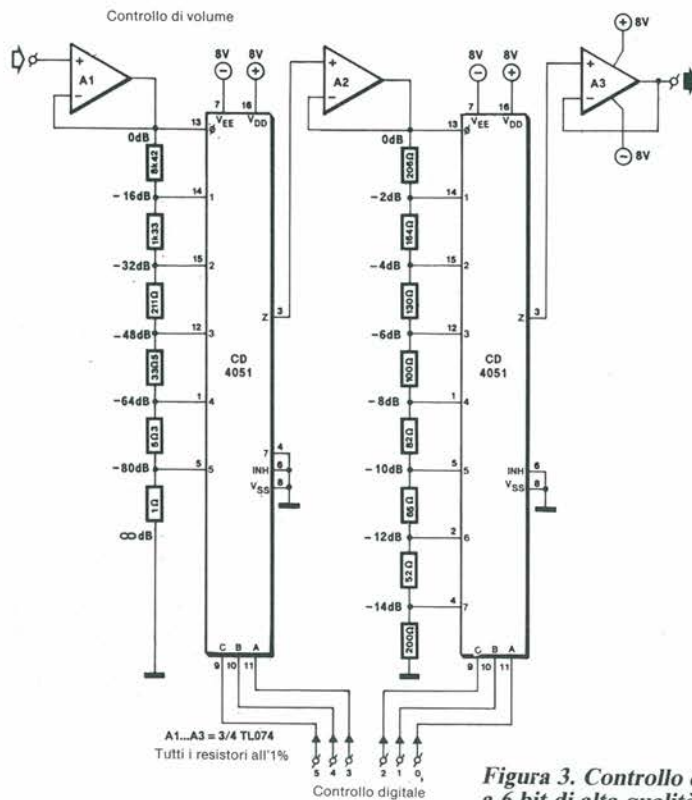 Controllo di volume
A1
+
−
8V
8V
−
+
7
16
VEE
VDD
13
ø
0dB
8k42
−16dB
14
1
1k33
−32dB
15
2
211Ω
−48dB
12
3
33Ω5
−64dB
1
4
5Ω3
−80dB
5
5
1Ω
∞dB
Z
3
CD
4051
7
4
INH
6
VSS
8
C
B
A
9
10
11
A2
+
−
8V
8V
−
+
7
16
VEE
VDD
13
ø
0dB
206Ω
−2dB
14
1
164Ω
−4dB
15
2
130Ω
−6dB
12
3
100Ω
−8dB
1
4
82Ω
−10dB
5
5
65Ω
−12dB
2
6
52Ω
−14dB
4
7
200Ω
Z
3
CD
4051
INH
6
VSS
8
C
B
A
9
10
11
A3
+
−
+
8V
−
8V
A1...A3 = 3/4 TL074
Tutti i resistori all'1%
5
4
3
2
1
0,
Controllo digitale
Figura 3. Controllo